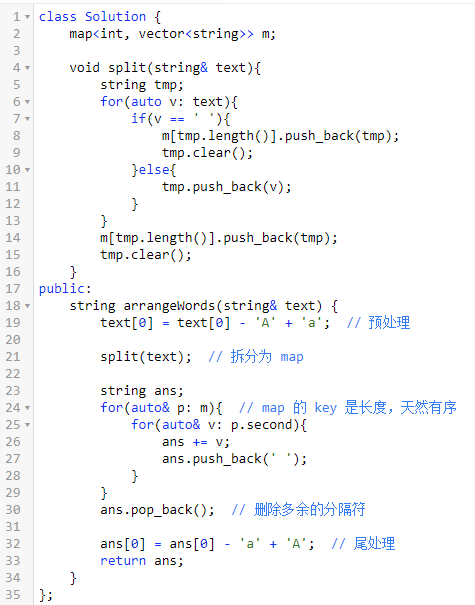 1 class Solution {
2     map<int, vector<string>> m;
3
4     void split(string& text){
5         string tmp;
6         for(auto v: text){
7             if(v == ' '){
8                 m[tmp.length()].push_back(tmp);
9                 tmp.clear();
10             }else{
11                 tmp.push_back(v);
12             }
13         }
14         m[tmp.length()].push_back(tmp);
15         tmp.clear();
16     }
17 public:
18     string arrangeWords(string& text) {
19         text[0] = text[0] - 'A' + 'a';  // 预处理
20
21         split(text);  // 拆分为 map
22
23         string ans;
24         for(auto& p: m){  // map 的 key 是长度，天然有序
25             for(auto& v: p.second){
26                 ans += v;
27                 ans.push_back(' ');
28             }
29         }
30         ans.pop_back();  // 删除多余的分隔符
31
32         ans[0] = ans[0] - 'a' + 'A';  // 尾处理
33         return ans;
34     }
35 };